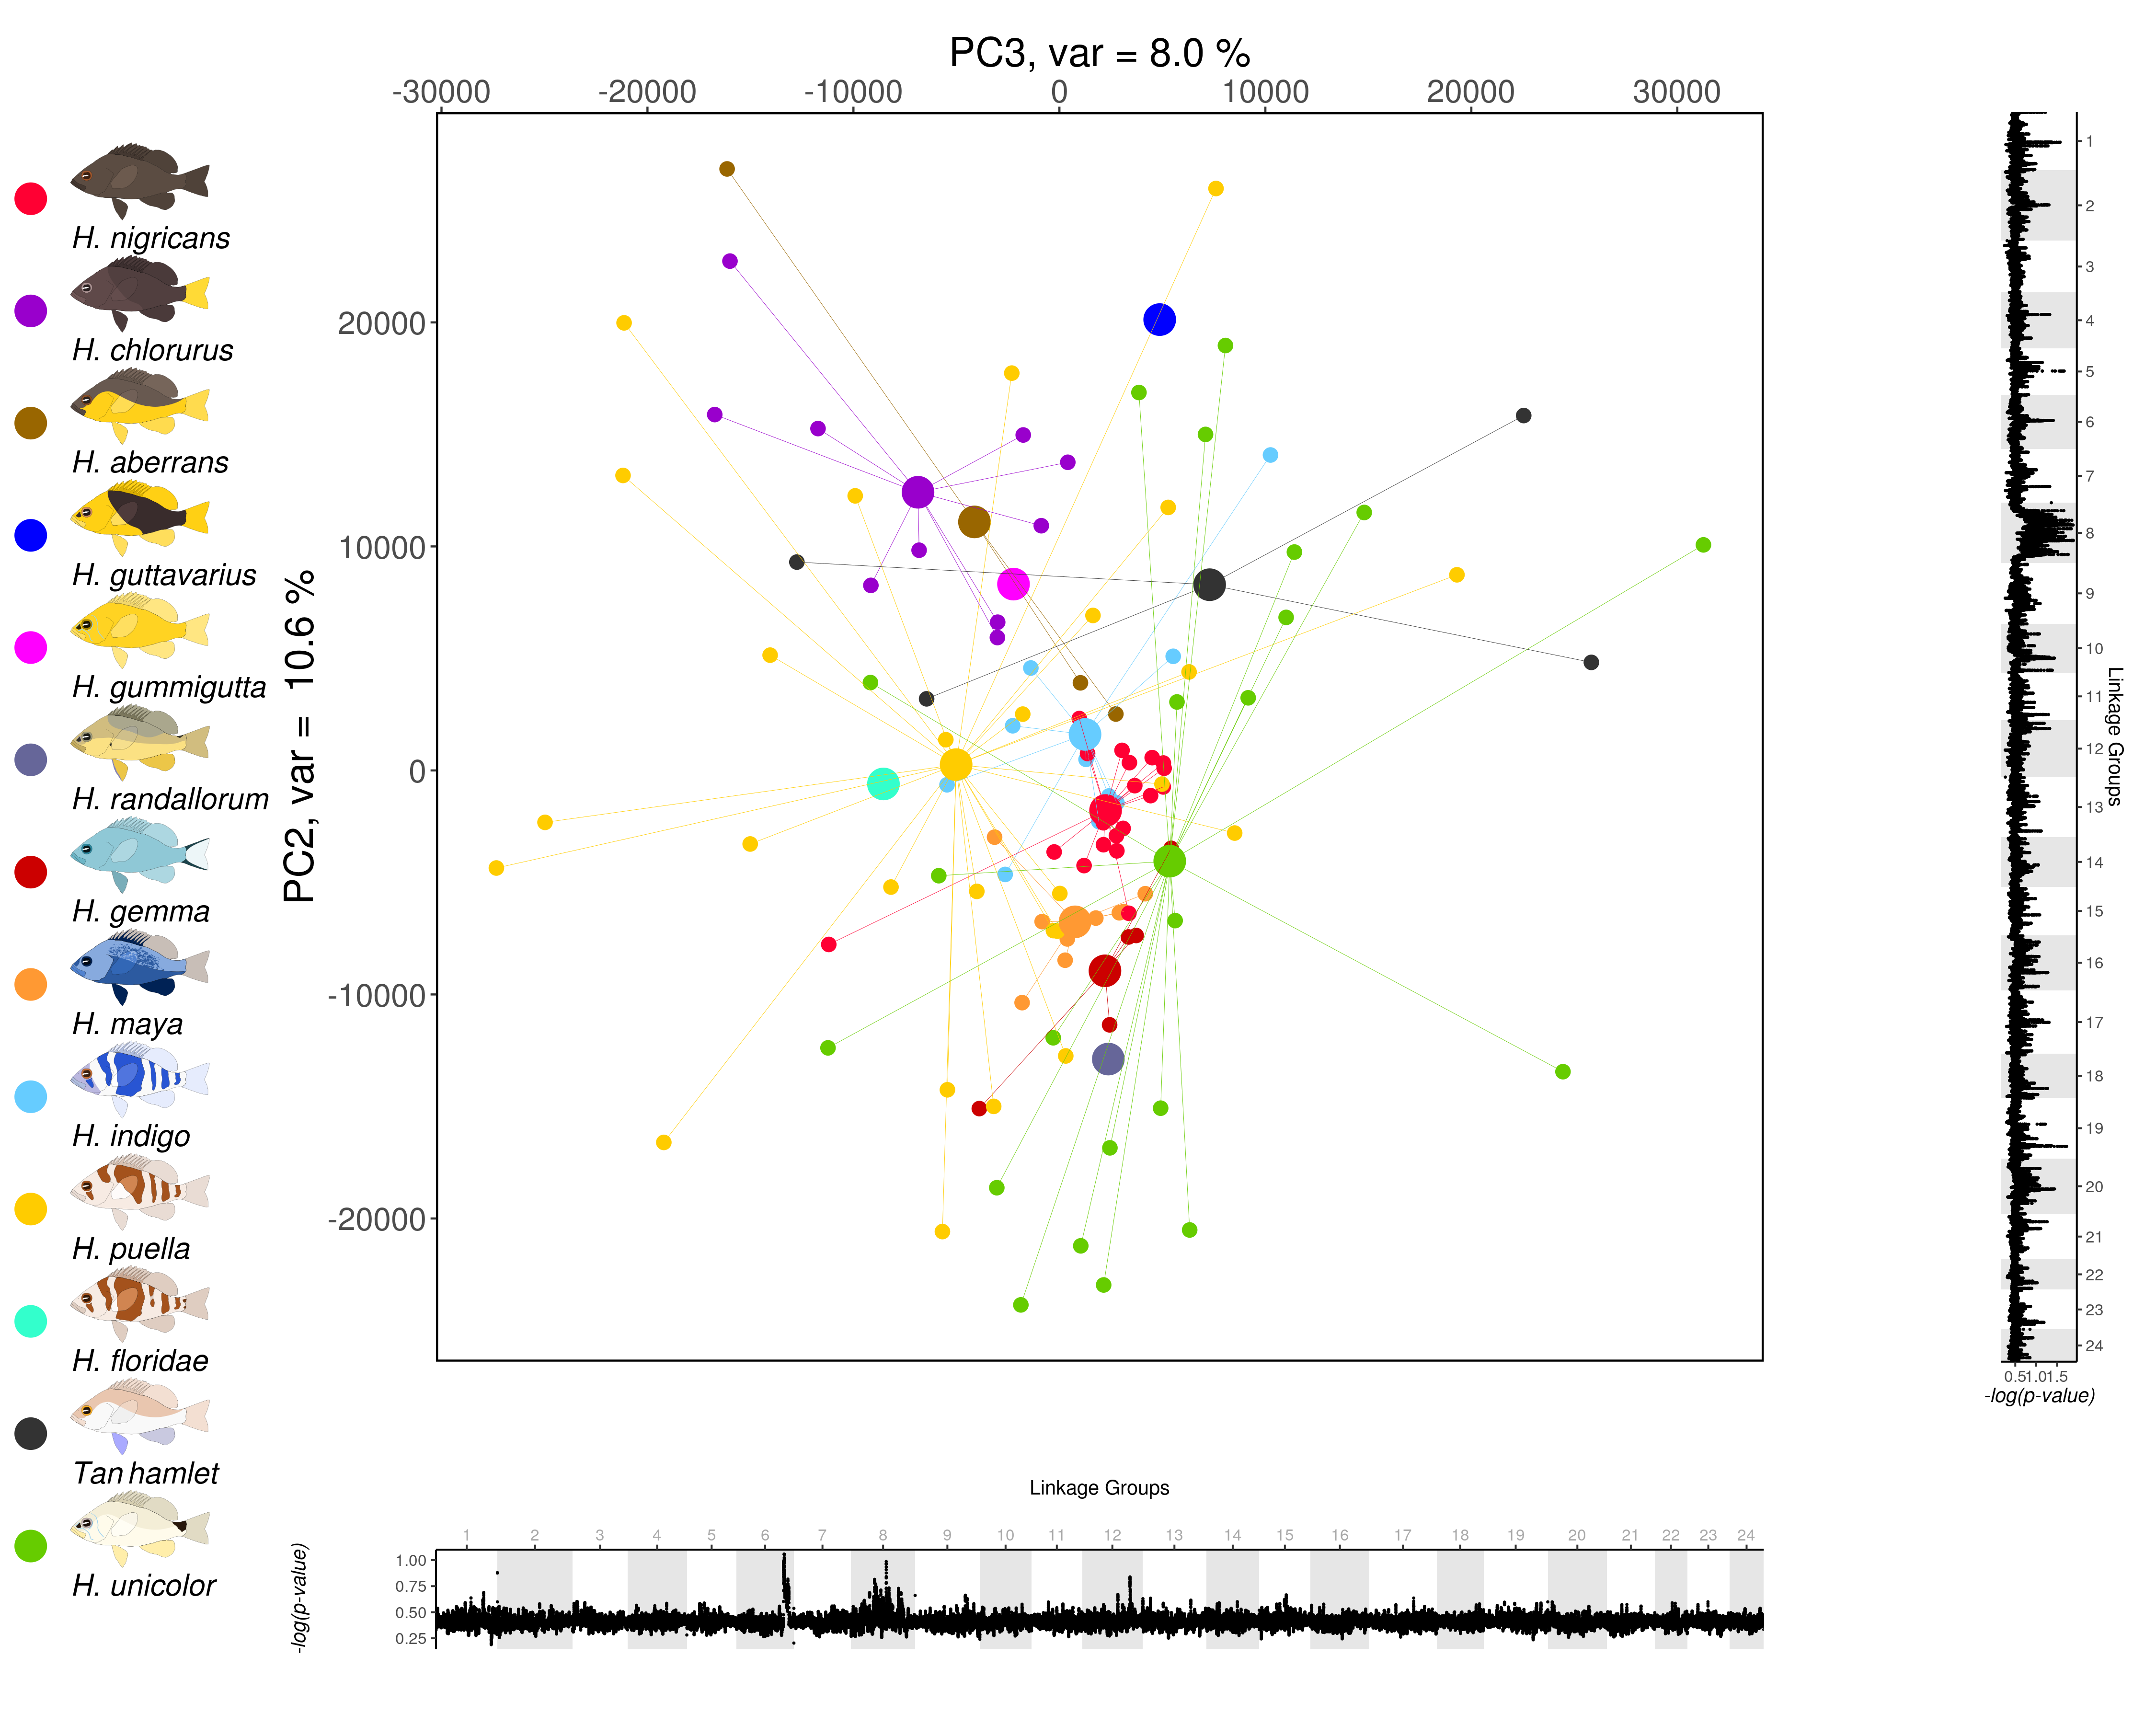 PC3, var = 8.0 %
-30000 -20000 -10000 0 10000 20000 30000
H. nigricans
H. chlorurus
H. aberrans
H. guttavarius
H. gummigutta
H. randallorum
H. gemma
H. maya
H. indigo
H. puella
H. floridae
Tan hamlet
H. unicolor
PC2, var = 10.6 %
20000
10000
0
-10000
-20000
1
2
3
4
5
6
7
8
9
10
11
12
13
14
15
16
17
18
19
20
21
22
23
24
Linkage Groups
0.51.01.5
-log(p-value)
Linkage Groups
1 2 3 4 5 6 7 8 9 10 11 12 13 14 15 16 17 18 19 20 21 22 23 24
1.00
0.75
0.50
0.25
-log(p-value)